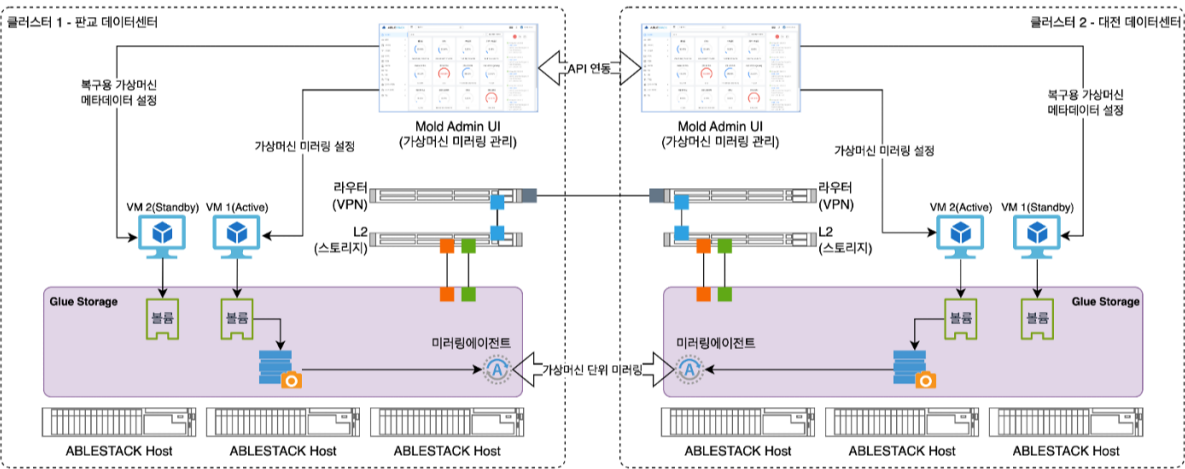 클러스터 1 - 판교 데이터센터
클러스터 2 - 대전 데이터센터
API 연동
복구용 가상머신
메타데이터 설정
Mold Admin UI
(가상머신 미러링 관리)
Mold Admin UI
(가상머신 미러링 관리)
복구용 가상머신
메타데이터 설정
가상머신 미러링 설정
가상머신 미러링 설정
라우터
(VPN)
라우터
(VPN)
VM 2(Standby)
VM 1(Active)
L2
(스토리지)
L2
(스토리지)
VM 2(Active)
VM 1(Standby)
Glue Storage
볼륨
볼륨
미러링에이전트
A
가상머신 단위 미러링
미러링에이전트
A
볼륨
볼륨
Glue Storage
ABLESTACK Host
ABLESTACK Host
ABLESTACK Host
ABLESTACK Host
ABLESTACK Host
ABLESTACK Host